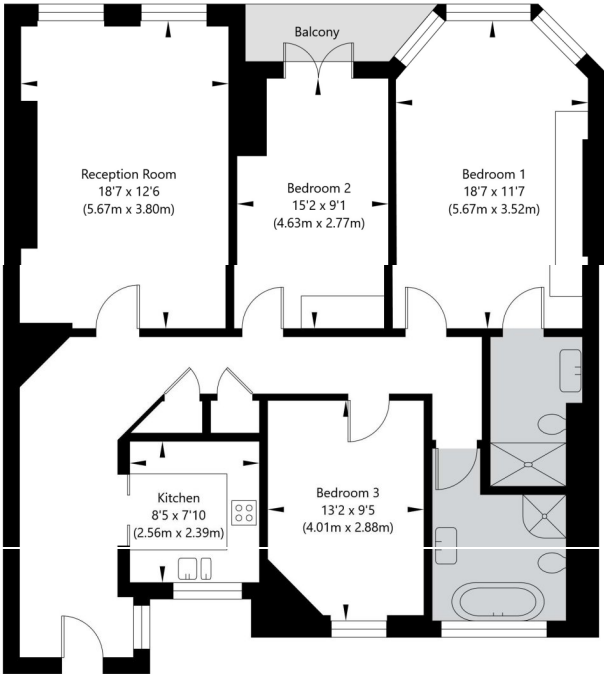 Balcony
Reception Room
18'7 x 12'6
(5.67m x 3.80m)
Bedroom 2
15'2 x 9'1
(4.63m x 2.77m)
Bedroom 1
18'7 x 11'7
(5.67m x 3.52m)
Kitchen
8'5 x 7'10
(2.56m x 2.39m)
Bedroom 3
13'2 x 9'5
(4.01m x 2.88m)